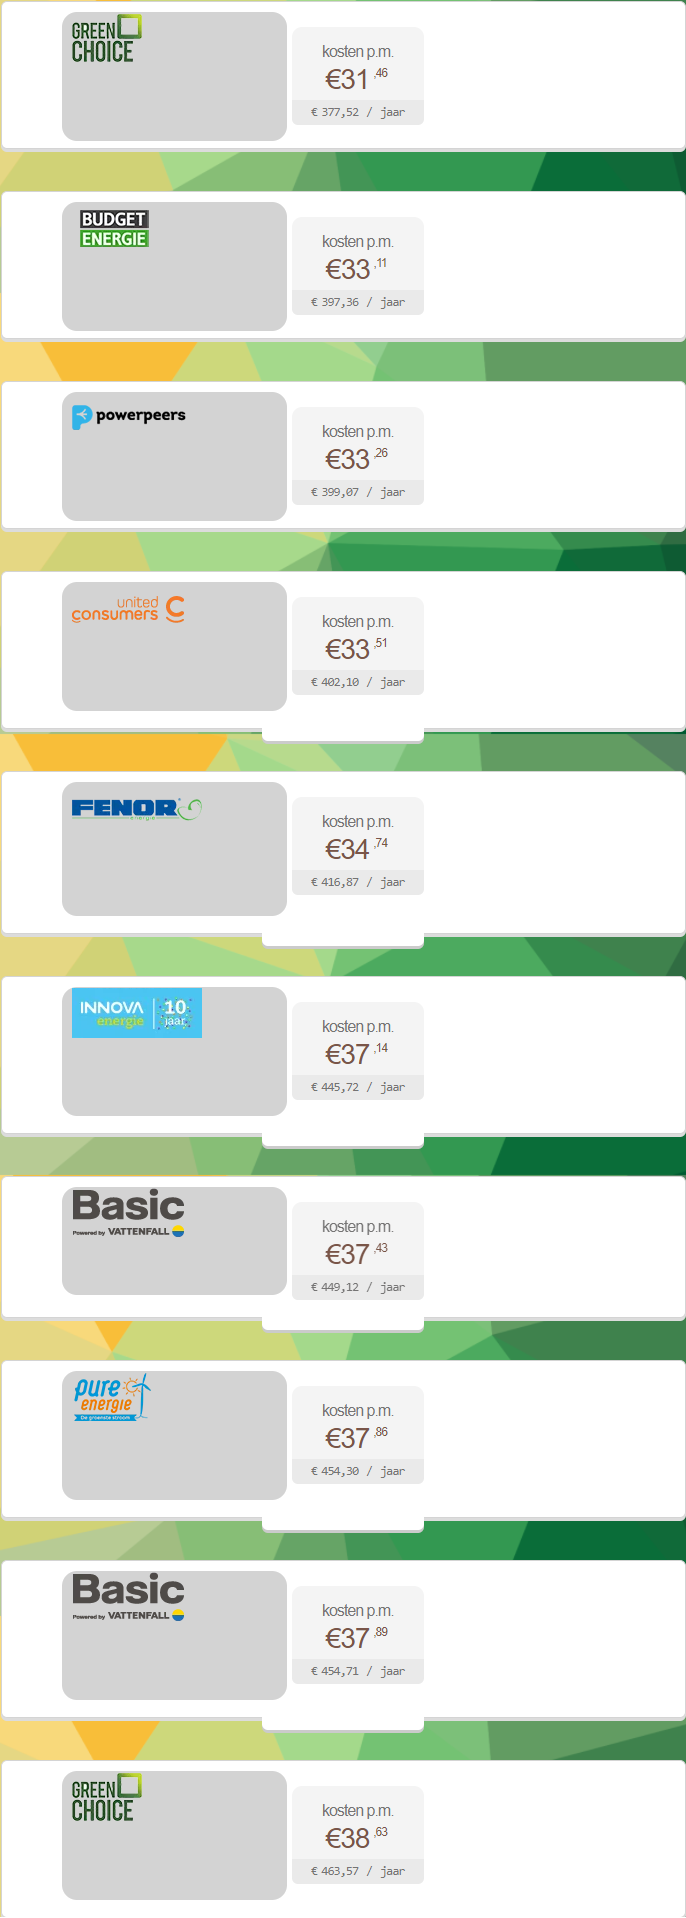 GREEN
CHOICE
kosten p.m.
€31,46
€ 377,52 / jaar
BUDGET
ENERGIE
kosten p.m.
€33,11
€ 397,36 / jaar
powerpeers
kosten p.m.
€33,26
€ 399,07 / jaar
united
consumers
kosten p.m.
€33,51
€ 402,10 / jaar
FENOR
energie
kosten p.m.
€34,74
€ 416,87 / jaar
INNOVA 10
energie jaar
kosten p.m.
€37,14
€ 445,72 / jaar
Basic
Powered by VATTENFALL
kosten p.m.
€37,43
€ 449,12 / jaar
pure
energie
De groenste stroom
kosten p.m.
€37,86
€ 454,30 / jaar
Basic
Powered by VATTENFALL
kosten p.m.
€37,89
€ 454,71 / jaar
GREEN
CHOICE
kosten p.m.
€38,63
€ 463,57 / jaar